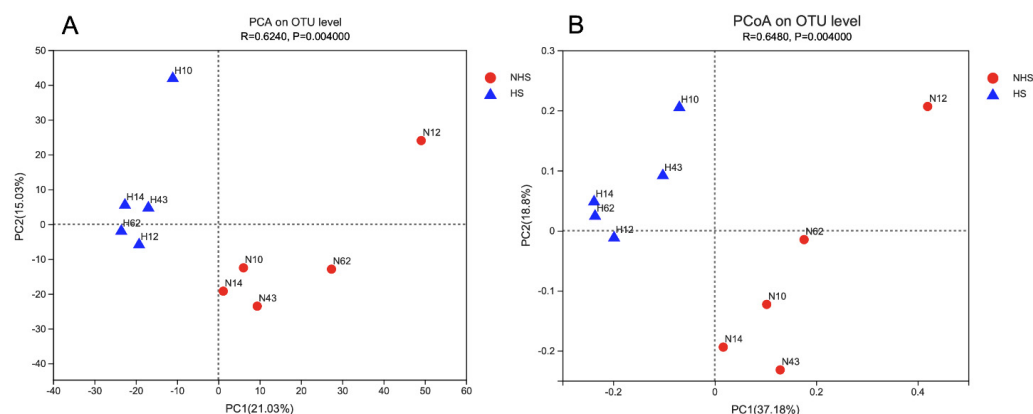 A
PCA on OTU level
R=0.6240, P=0.004000
50
40
30
20
10
0
-10
-20
-30
-40
PC2(15.03%)
H10
N12
H14
H43
H62
H12
N10
N62
N14
N43
-40
-30
-20
-10
0
10
20
30
40
50
60
PC1(21.03%)
NHS
HS
B
PCoA on OTU level
R=0.6480, P=0.004000
0.3
0.2
0.1
0
-0.1
-0.2
PC2(18.8%)
H10
N12
H43
H14
H62
H12
N62
N10
N14
N43
-0.2
0
0.2
0.4
PC1(37.18%)
NHS
HS